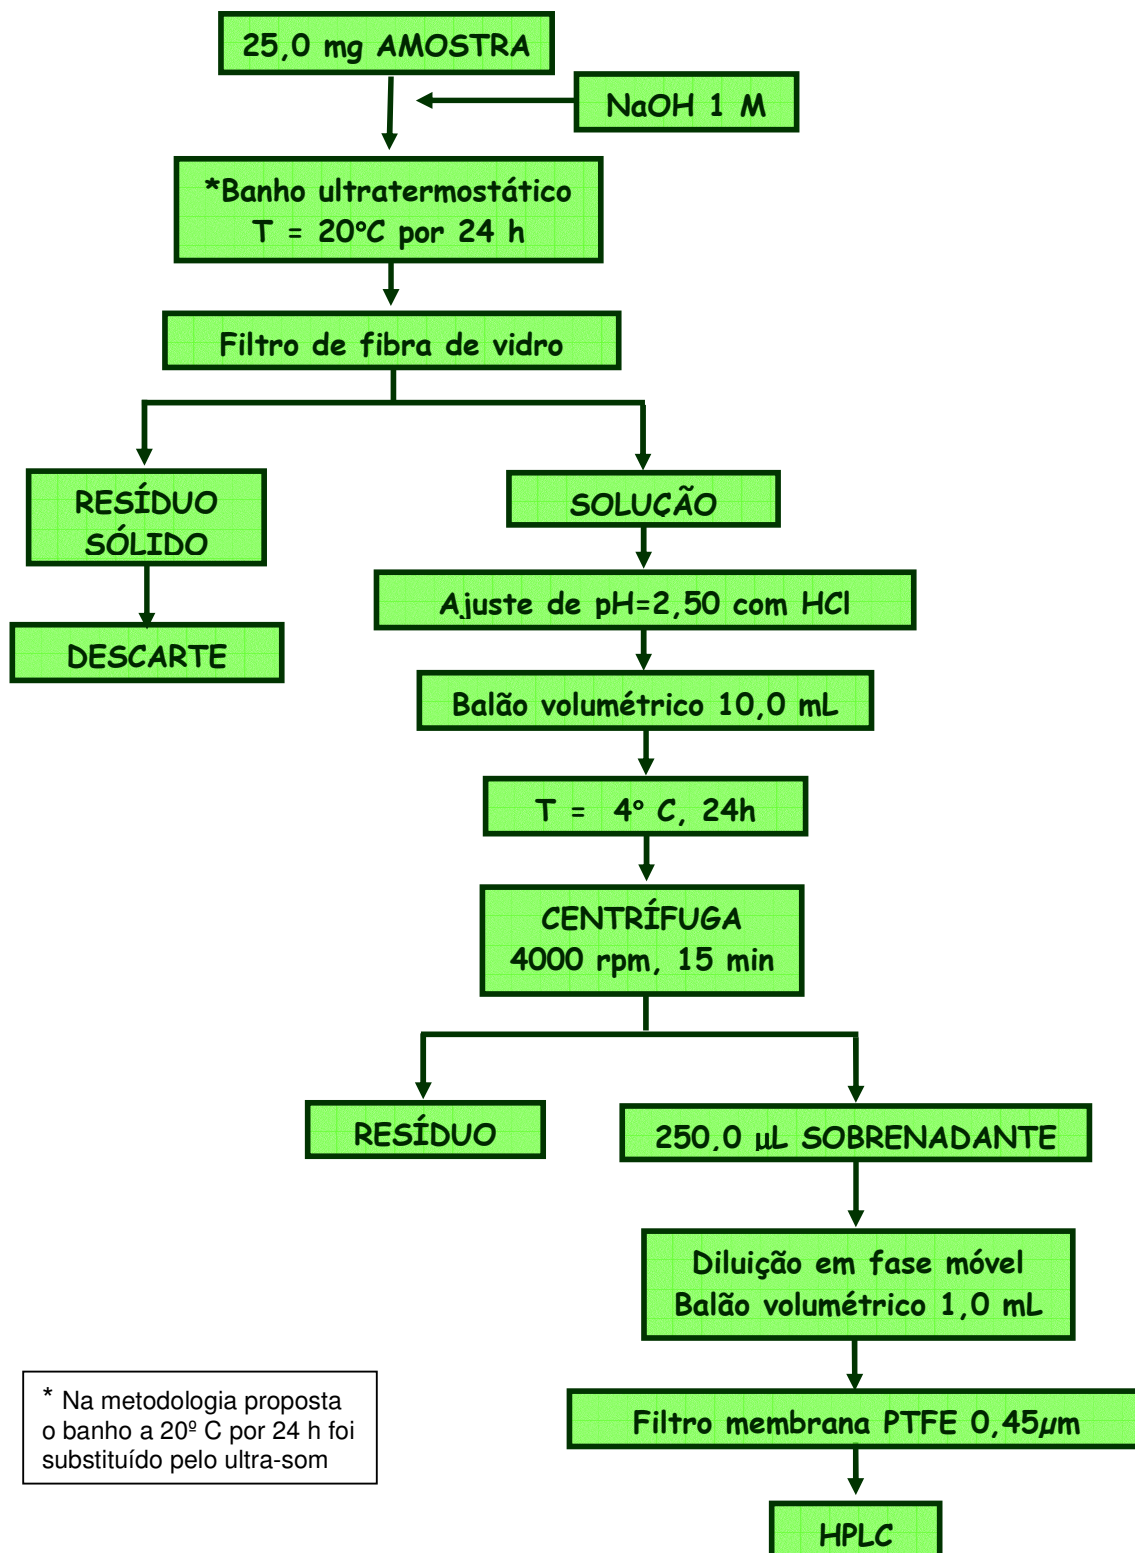 25,0 mg AMOSTRA
NaOH 1 M
*Banho ultratermostático
T = 20°C por 24 h
Filtro de fibra de vidro
RESÍDUO
SÓLIDO
SOLUÇÃO
Ajuste de pH=2,50 com HCl
DESCARTE
Balão volumétrico 10,0 mL
T = 4° C, 24h
CENTRÍFUGA
4000 rpm, 15 min
RESÍDUO
250,0 µL SOBRENADANTE
Diluição em fase móvel
Balão volumétrico 1,0 mL
Filtro membrana PTFE 0,45µm
HPLC
* Na metodologia proposta
o banho a 20º C por 24 h foi
substituído pelo ultra-som